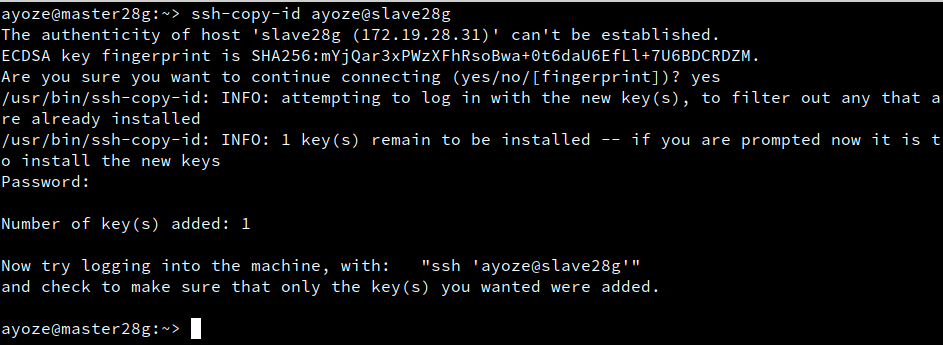 ayoze@master28g:~> ssh-copy-id ayoze@slave28g
The authenticity of host 'slave28g (172.19.28.31)' can't be established.
ECDSA key fingerprint is SHA256:mYjQar3xPWzXFhRsoBwa+0t6daU6EfLl+7U6BDCRDZM.
Are you sure you want to continue connecting (yes/no/[fingerprint])? yes
/usr/bin/ssh-copy-id: INFO: attempting to log in with the new key(s), to filter out any that a
re already installed
/usr/bin/ssh-copy-id: INFO: 1 key(s) remain to be installed -- if you are prompted now it is t
o install the new keys
Password:
Number of key(s) added: 1
Now try logging into the machine, with:   "ssh 'ayoze@slave28g'"
and check to make sure that only the key(s) you wanted were added.
ayoze@master28g:~>